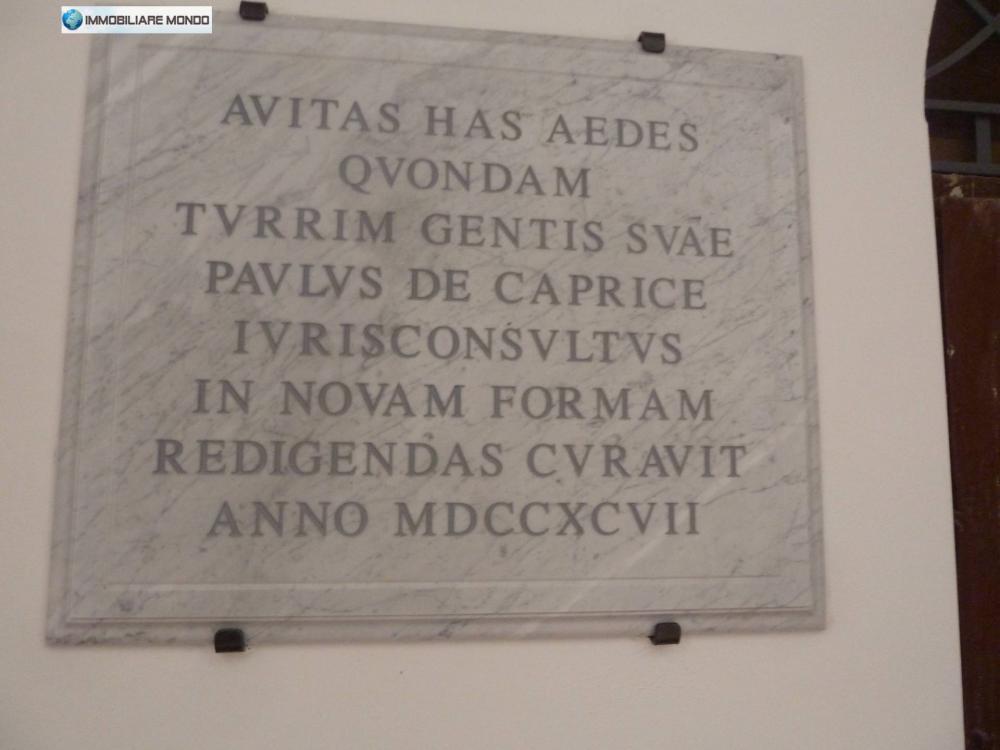 IMMOBILIARE MONDO
AVITAS HAS AEDES
QVONDAM
TVRRIM GENTIS SVAE
PAVLVS DE CAPRICE
IVRISCONSVLTVS
IN NOVAM FORMAM
REDIGENDAS CVRAVIT
ANNO MDCCXCVII